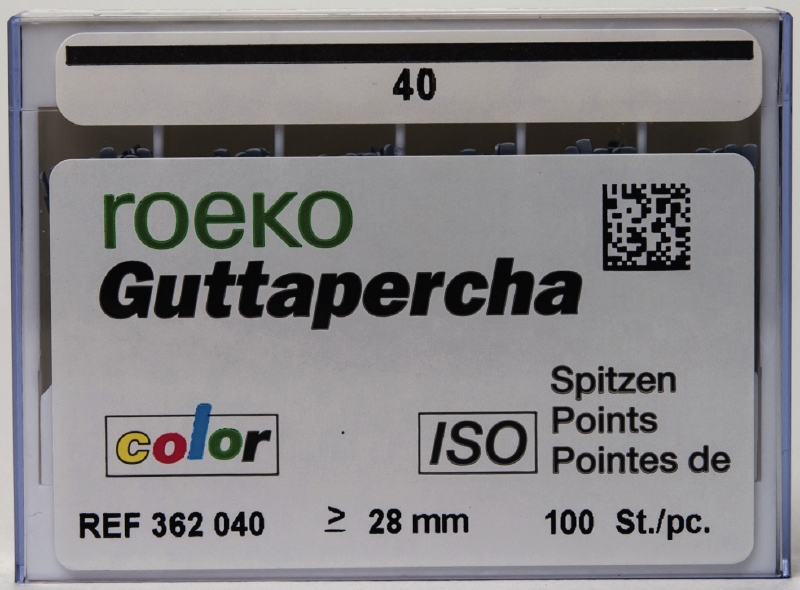 40
roeko
Guttapercha
Spitzen
Points
Pointes de
color
ISO
REF 362 040 ≥ 28 mm 100 St./pc.